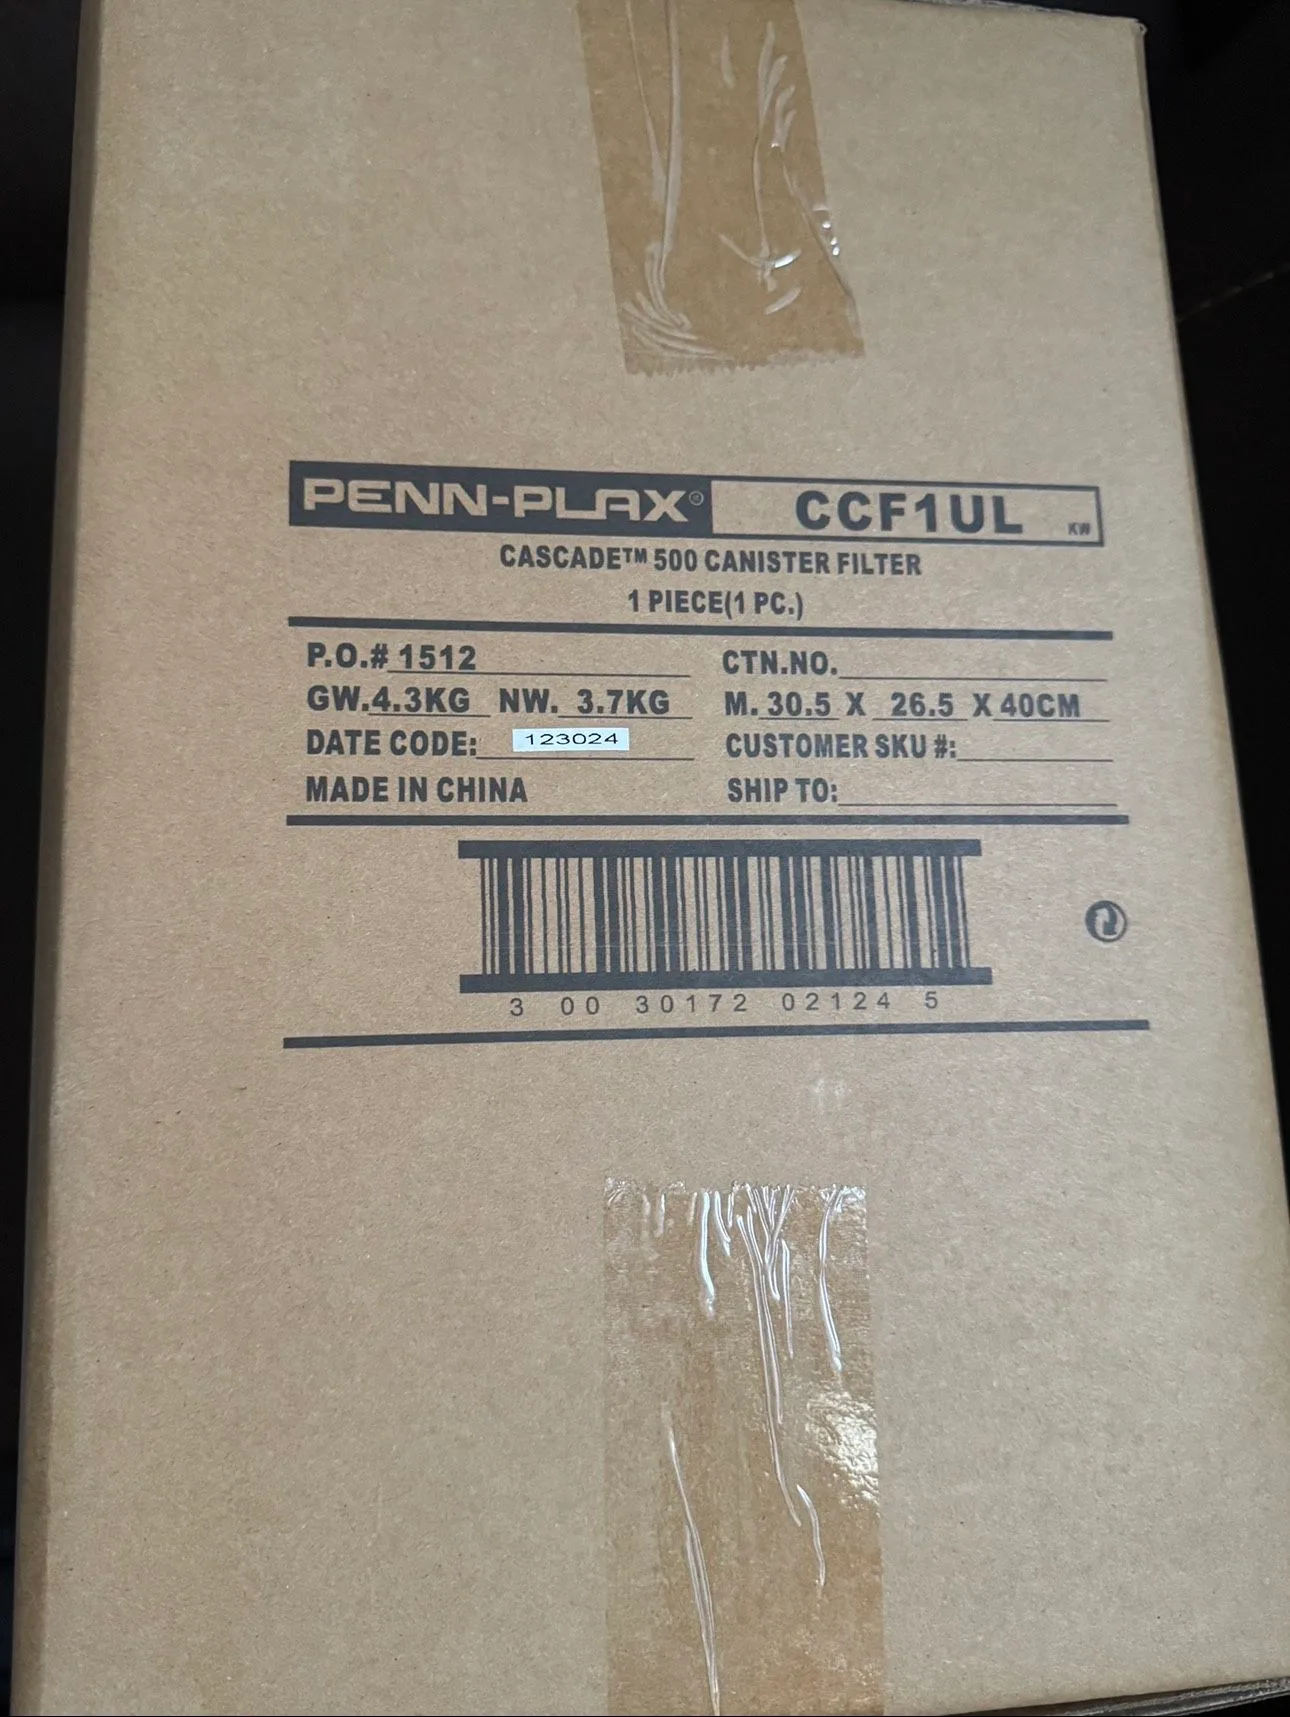 PENN-PLAX® CCF1UL KW
CASCADE™ 500 CANISTER FILTER
1 PIECE(1 PC.)
P.O.# 1512 CTN.NO.
GW. 4.3KG NW. 3.7KG M. 30.5 X 26.5 X 40CM
DATE CODE: 123024 CUSTOMER SKU #:
MADE IN CHINA SHIP TO:
3 00 30172 02124 5